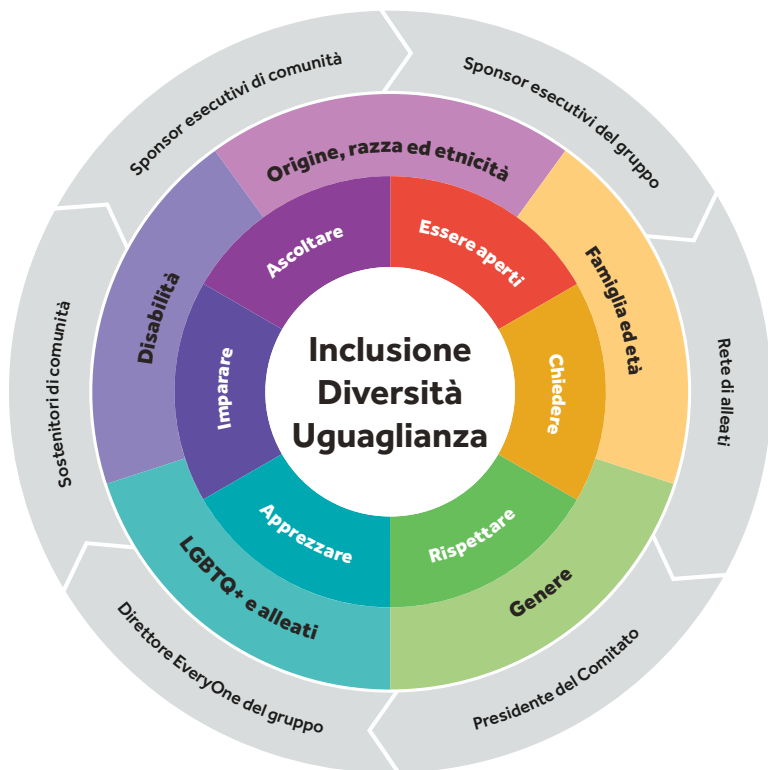 Sponsor esecutivi di comunità
Sponsor esecutivi del gruppo
Rete di alleati
Presidente del Comitato
Direttore EveryOne del gruppo
Sostenitori di comunità
Origine, razza ed etnicità
Famiglia ed età
Genere
LGBTQ+ e alleati
Disabilità
Ascoltare
Essere aperti
Chiedere
Rispettare
Apprezzare
Imparare
Inclusione
Diversità
Uguaglianza